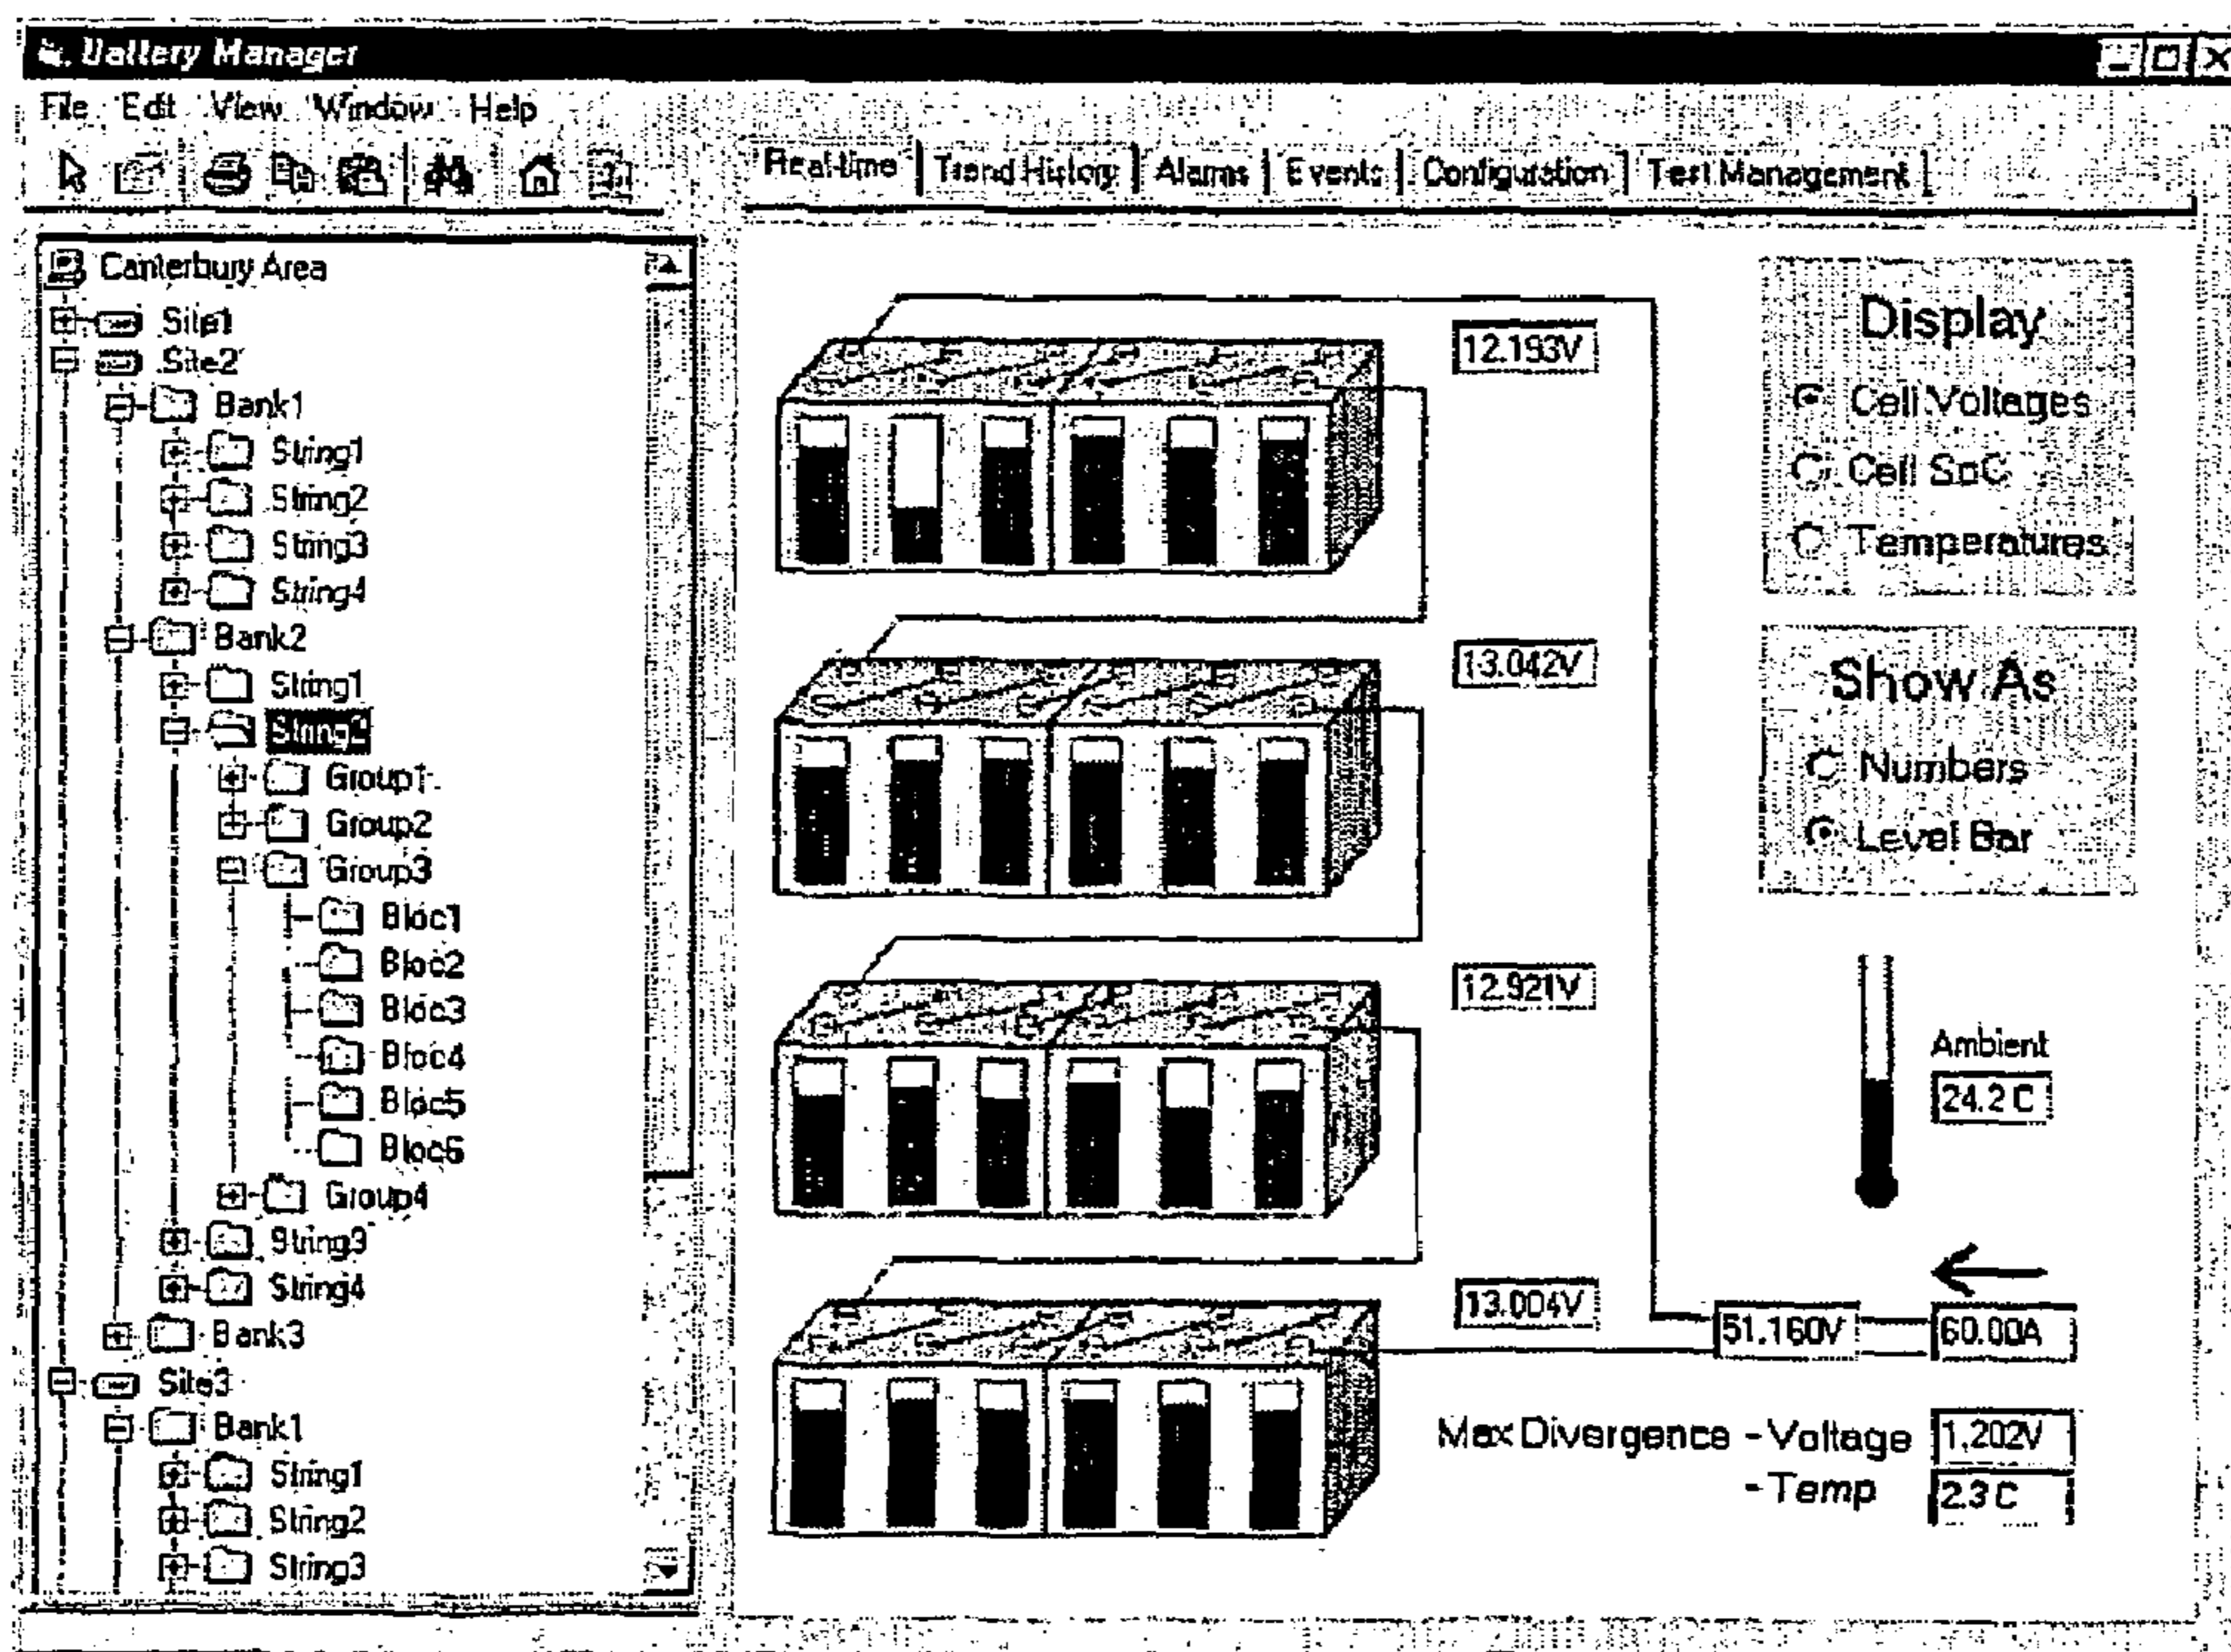 Battery Manager
File Edit View Window Help
Real-time Trend History Alarms Events Configuration Test Management
Canterbury Area
Site1
Site2
Bank1
String1
String2
String3
String4
Bank2
String1
String2
Group1
Group2
Group3
Bloc1
Bloc2
Bloc3
Bloc4
Bloc5
Bloc6
Group4
String3
String4
Bank3
Site3
Bank1
String1
String2
String3
12.193V
13.042V
12.921V
13.004V
Display
Cell Voltages
Cell SoC
Temperatures
Show As
Numbers
Level Bar
Ambient
24.2 C
51.160V 60.00A
Max Divergence - Voltage 1.202V
- Temp 2.3 C